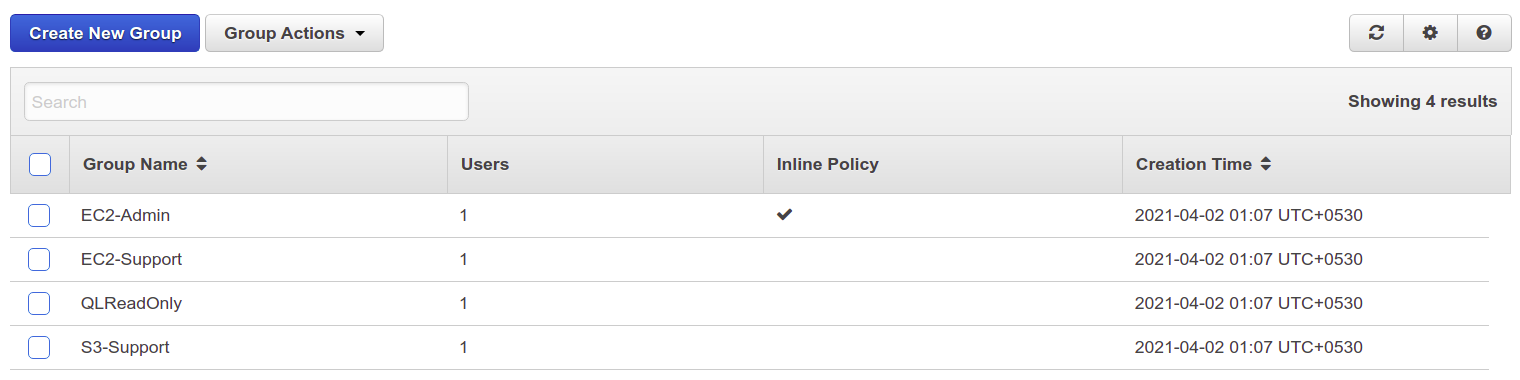 Create New Group Group Actions
Search Showing 4 results
Group Name Users Inline Policy Creation Time
EC2-Admin 1 2021-04-02 01:07 UTC+0530
EC2-Support 1 2021-04-02 01:07 UTC+0530
QLReadOnly 1 2021-04-02 01:07 UTC+0530
S3-Support 1 2021-04-02 01:07 UTC+0530